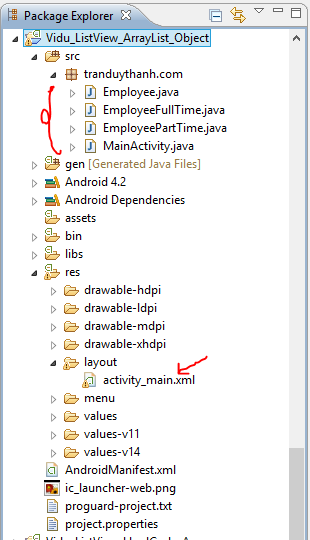 Package Explorer
Vidu_ListView_ArrayList_Object
src
tranduythanh.com
Employee.java
EmployeeFullTime.java
EmployeePartTime.java
MainActivity.java
gen [Generated Java Files]
Android 4.2
Android Dependencies
assets
bin
libs
res
drawable-hdpi
drawable-ldpi
drawable-mdpi
drawable-xhdpi
layout
activity_main.xml
menu
values
values-v11
values-v14
AndroidManifest.xml
ic_launcher-web.png
proguard-project.txt
project.properties